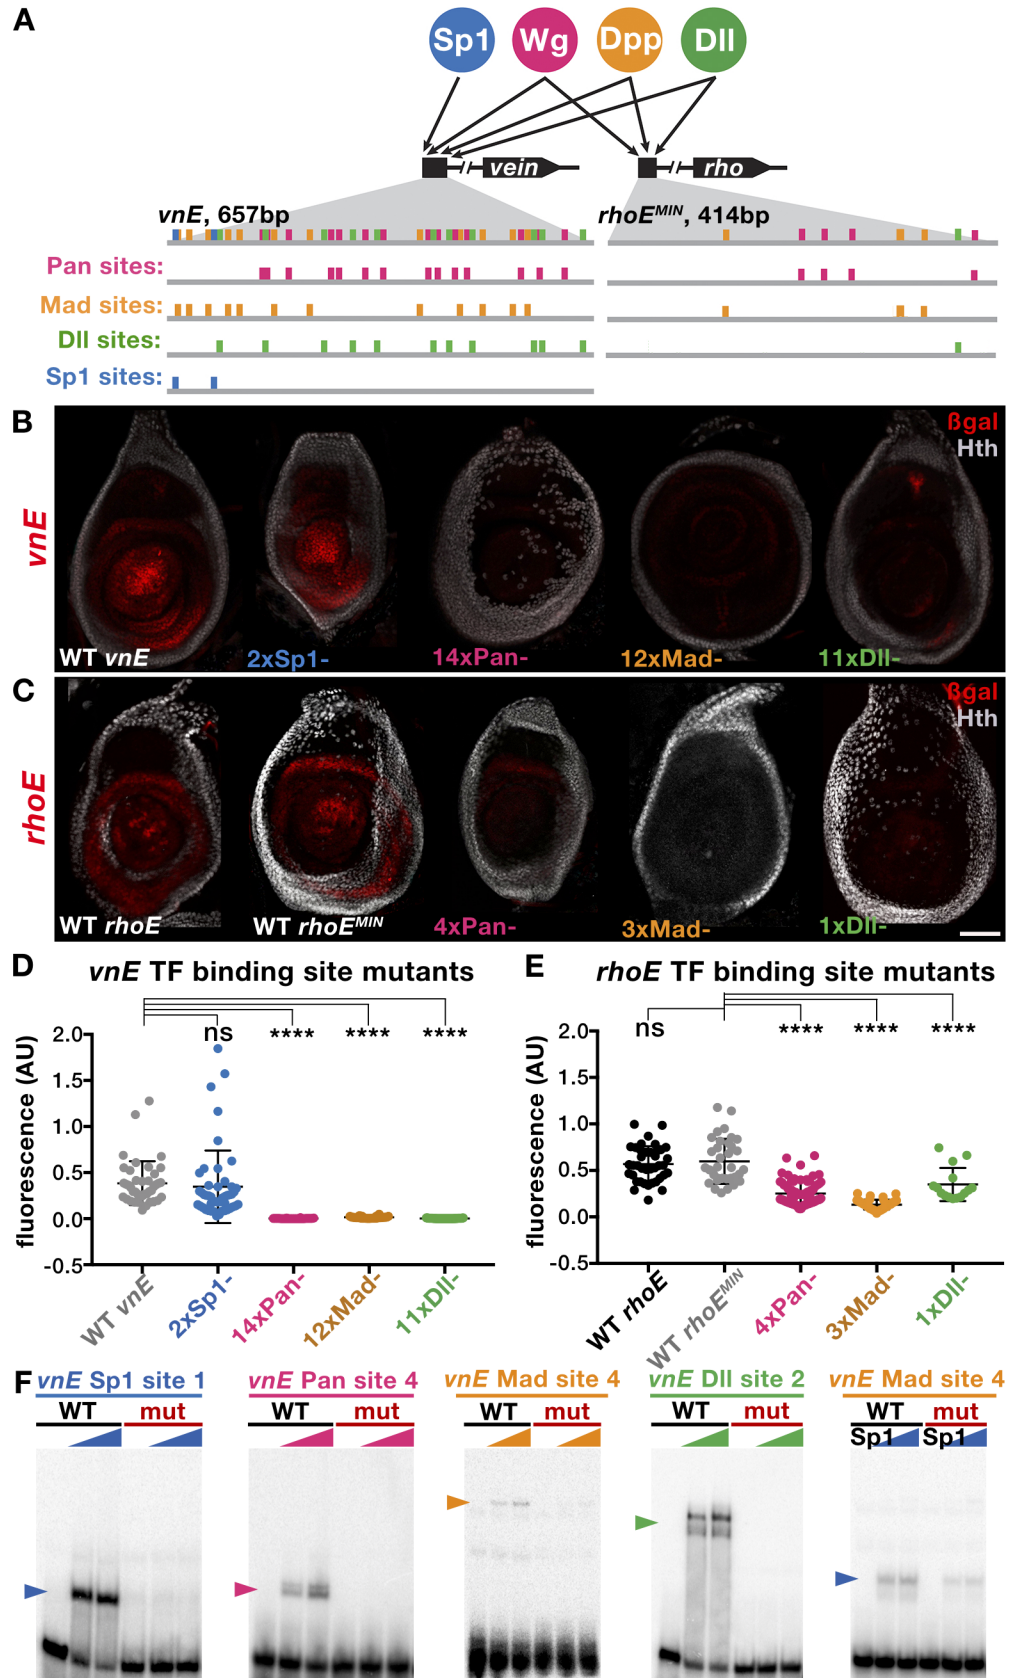 A
Sp1 Wg Dpp Dll
vein rho
vnE, 657bp rhoE^MIN, 414bp
Pan sites:
Mad sites:
Dll sites:
Sp1 sites:
B
ßgal
Hth
vnE
WT vnE 2xSp1- 14xPan- 12xMad- 11xDll-
C
ßgal
Hth
rhoE
WT rhoE WT rhoE^MIN 4xPan- 3xMad- 1xDll-
D vnE TF binding site mutants
ns **** **** ****
fluorescence (AU)
2.0
1.5
1.0
0.5
0.0
-0.5
WT vnE 2xSp1- 14xPan- 12xMad- 11xDll-
E rhoE TF binding site mutants
ns **** **** ****
fluorescence (AU)
2.0
1.5
1.0
0.5
0.0
-0.5
WT rhoE WT rhoE^MIN 4xPan- 3xMad- 1xDll-
F
vnE Sp1 site 1 vnE Pan site 4 vnE Mad site 4 vnE Dll site 2 vnE Mad site 4
WT mut WT mut WT mut WT mut WT mut
Sp1 Sp1